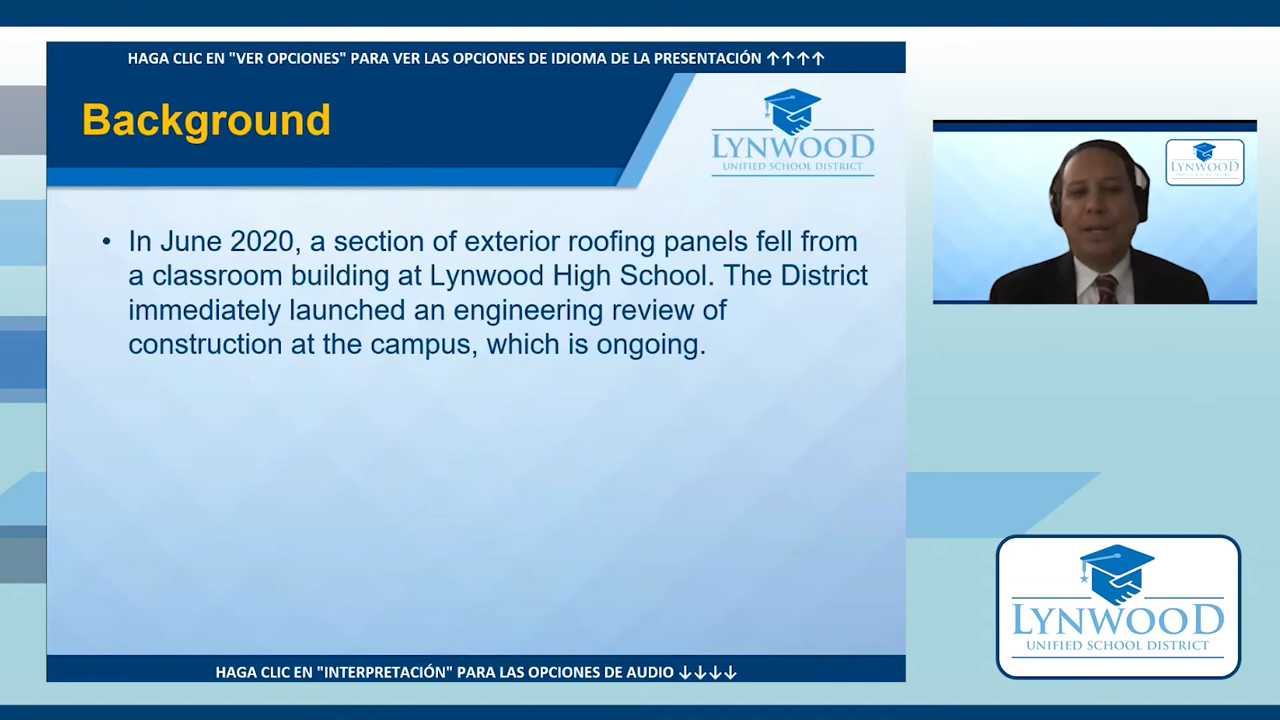 HAGA CLIC EN "VER OPCIONES" PARA VER LAS OPCIONES DE IDIOMA DE LA PRESENTACIÓN ↑↑↑↑
Background
LYNWOOD
UNIFIED SCHOOL DISTRICT
• In June 2020, a section of exterior roofing panels fell from
a classroom building at Lynwood High School. The District
immediately launched an engineering review of
construction at the campus, which is ongoing.
HAGA CLIC EN "INTERPRETACIÓN" PARA LAS OPCIONES DE AUDIO ↓↓↓↓
LYNWOOD
LYNWOOD
UNIFIED SCHOOL DISTRICT